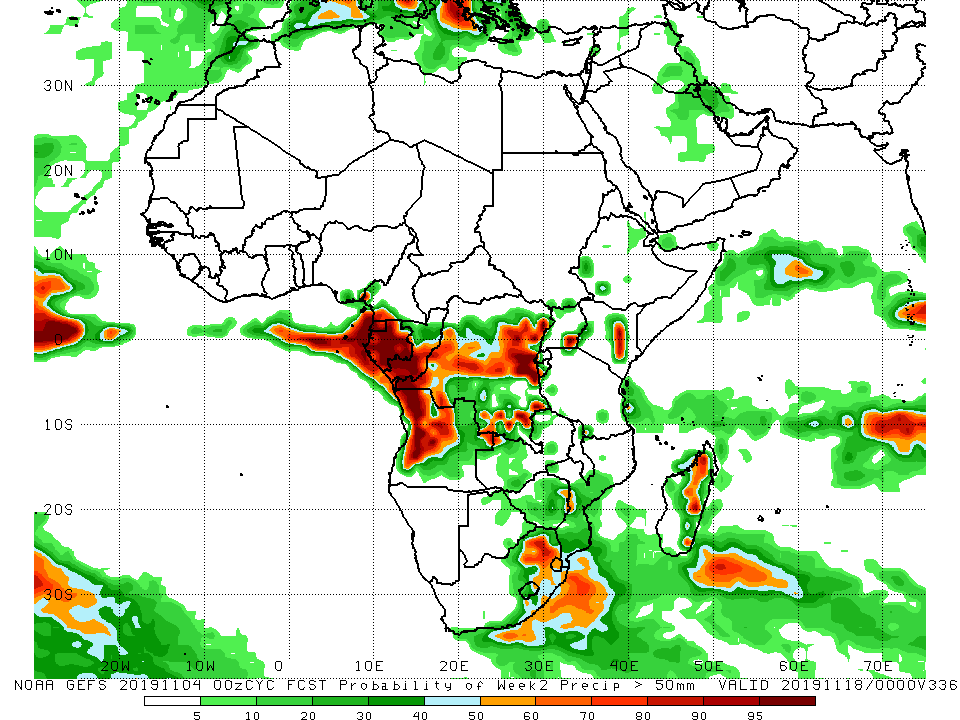 30N
20N
10N
0
10S
20S
30S
20W 10W 0 10E 20E 30E 40E 50E 60E 70E
NOAA GEFS 20191104 00zCYC FCST Probability of Week2 Precip > 50mm VALID 20191118/0000V336
5 10 20 30 40 50 60 70 80 90 95